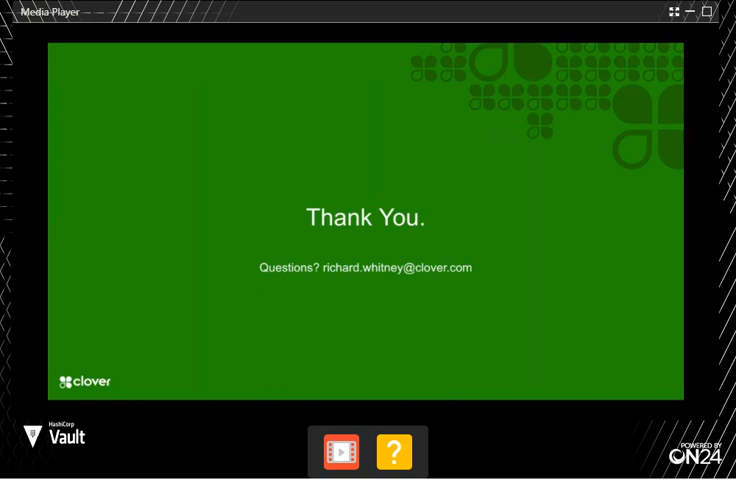 Media Player
Thank You.
Questions? richard.whitney@clover.com
clover
HashiCorp
Vault
?
POWERED BY
ON24